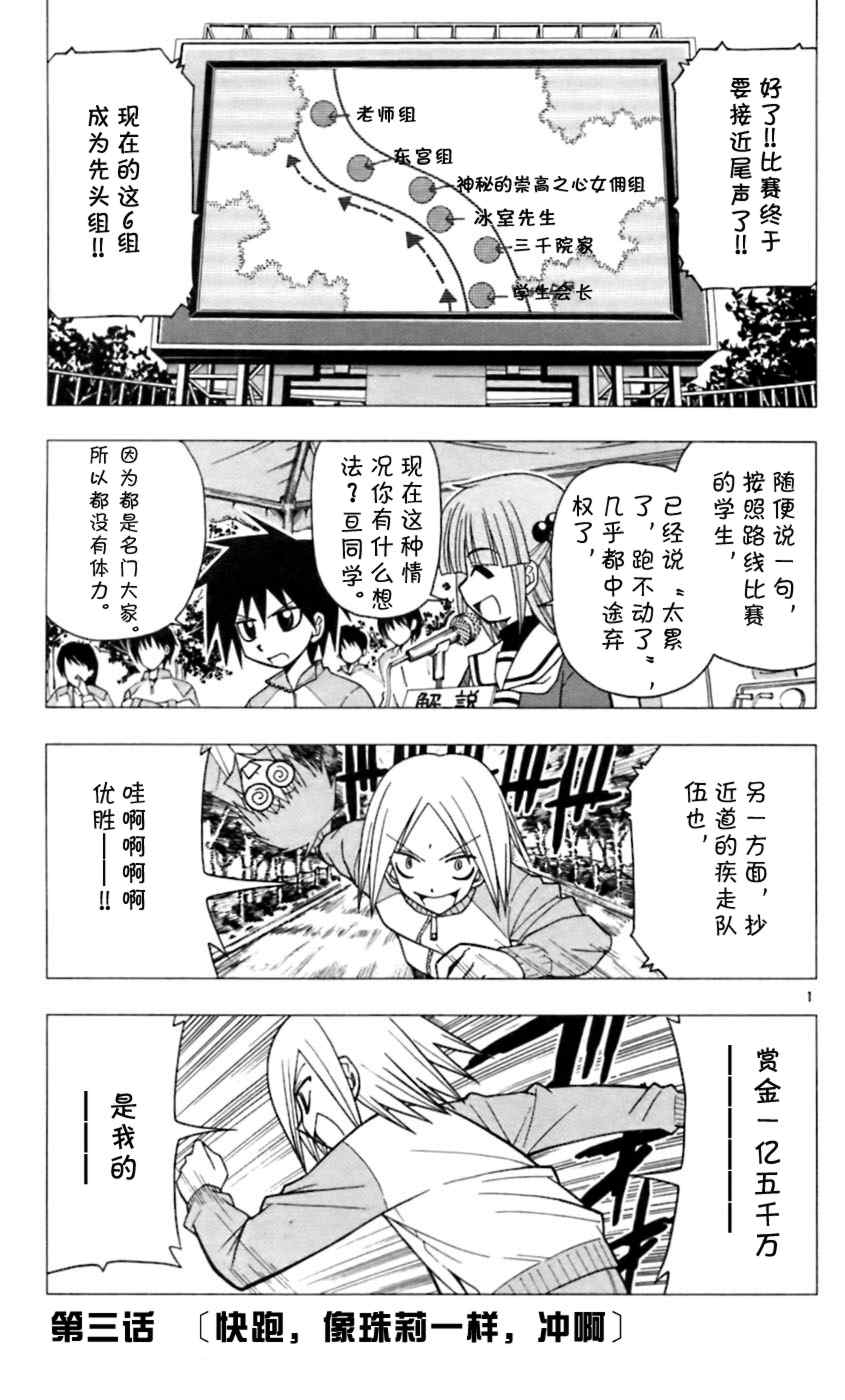 好了!!比赛终于
要接近尾声了!!
老师组
东宫组
神秘的崇高之心女佣组
冰室先生
三千院家
学生会长
现在的这6组
成为先头组!!
随便说一句，
按照路线比赛
的学生，
已经说“太累
了，跑不动了”，
几乎都中途弃
权了，
现在这种情
况你有什么想
法？亘同学。
解説
因为都是名门大家。
所以都没有体力。
另一方面，抄
近道的疾走队
伍也，
哇啊啊啊啊
优胜——!!
1
赏金一亿五千万
————
是我的
———
第三话 〔快跑，像珠莉一样，冲啊〕